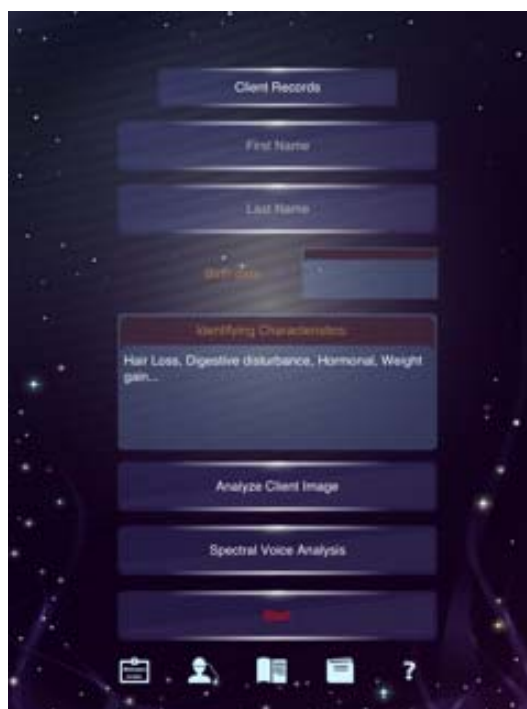 Client Records
First Name
Last Name
Birth date
Identifying Characteristics
Hair Loss, Digestive disturbance, Hormonal, Weight
gain...
Analyze Client Image
Spectral Voice Analysis
Start
?